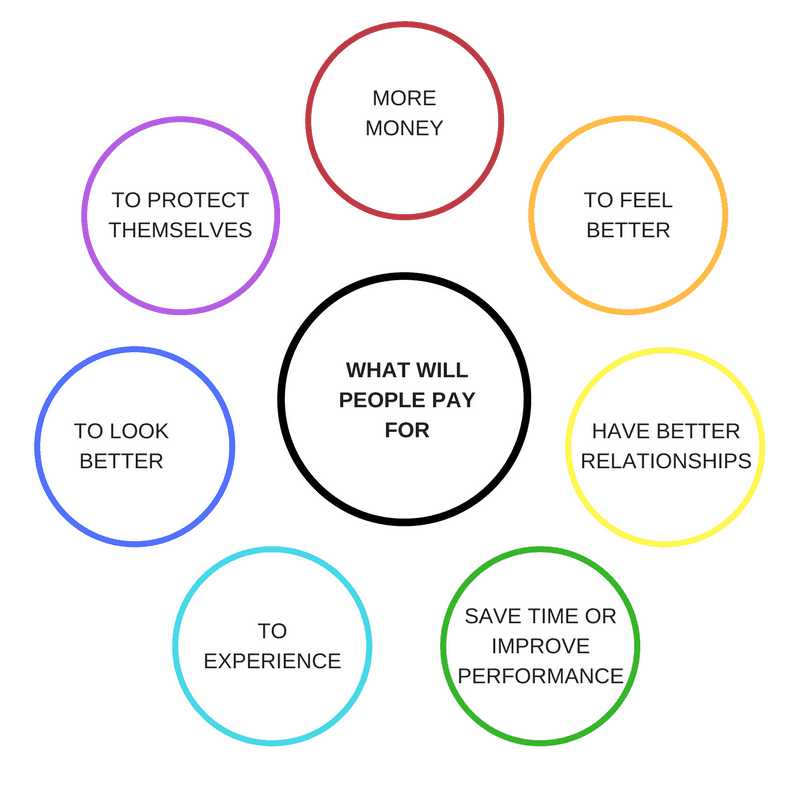 MORE
MONEY
TO PROTECT
THEMSELVES
TO FEEL
BETTER
WHAT WILL
PEOPLE PAY
FOR
TO LOOK
BETTER
HAVE BETTER
RELATIONSHIPS
TO
EXPERIENCE
SAVE TIME OR
IMPROVE
PERFORMANCE